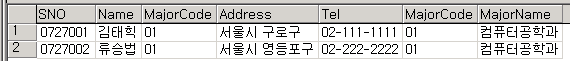 SNO Name MajorCode Address Tel MajorCode MajorName
1 0727001 김태희 01 서울시 구로구 02-111-1111 01 컴퓨터공학과
2 0727002 류승범 01 서울시 영등포구 02-222-2222 01 컴퓨터공학과